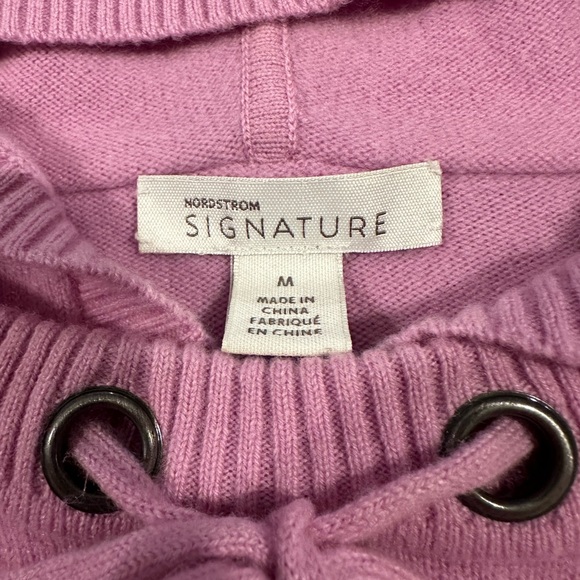 NORDSTROM
SIGNATURE
M
MADE IN
CHINA
FABRIQUÉ
EN CHINE